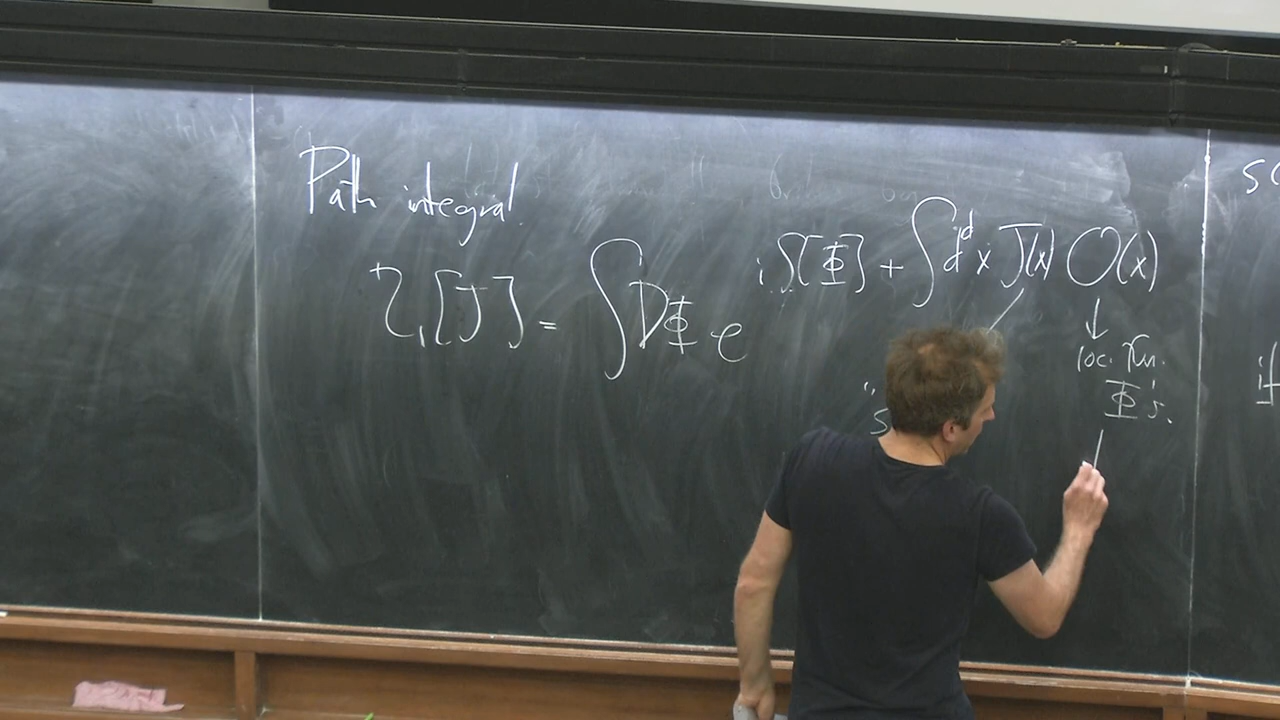 Path integral
Z[J] = ∫DΦ e^{iS[Φ] + ∫d^dx J(x) O(x)}
loc. fn.
Φ's.